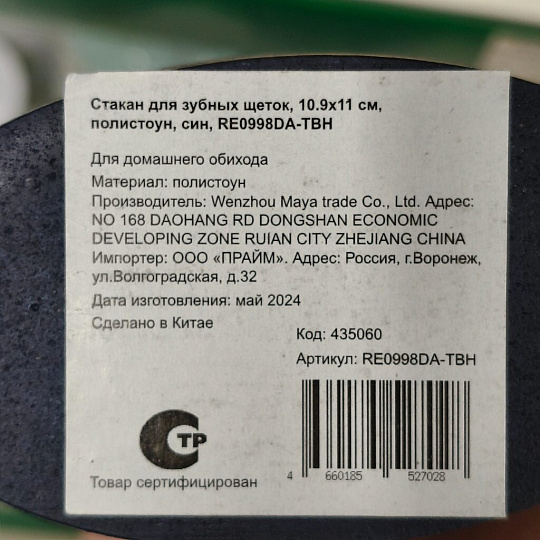 Стакан для зубных щеток, 10.9х11 см,
полистоун, син, RE0998DA-TBH
Для домашнего обихода
Материал: полистоун
Производитель: Wenzhou Maya trade Co., Ltd. Адрес:
NO 168 DAOHANG RD DONGSHAN ECONOMIC
DEVELOPING ZONE RUIAN CITY ZHEJIANG CHINA
Импортер: ООО «ПРАЙМ». Адрес: Россия, г.Воронеж,
ул.Волгоградская, д.32
Дата изготовления: май 2024
Сделано в Китае
Код: 435060
Артикул: RE0998DA-TBH
СТР
Товар сертифицирован
4 660185 527028